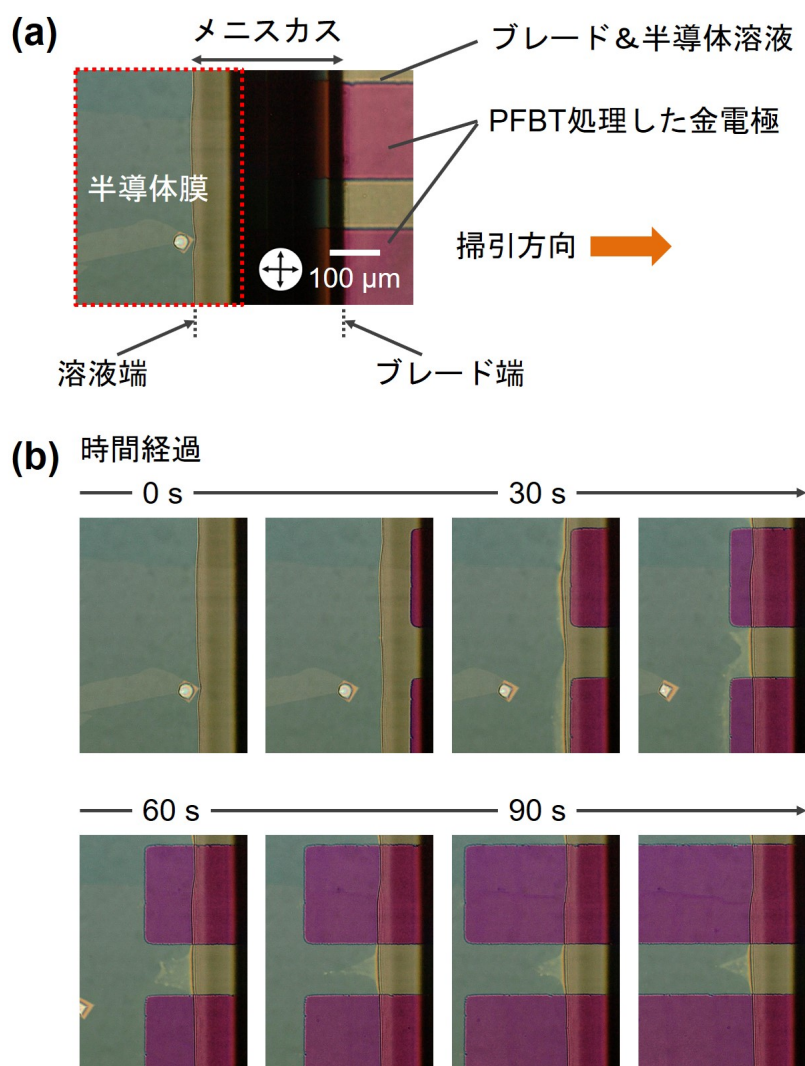 (a)
メニスカス
ブレード＆半導体溶液
PFBT処理した金電極
半導体膜
掃引方向
100 μm
溶液端
ブレード端
(b)
時間経過
0 s
30 s
60 s
90 s